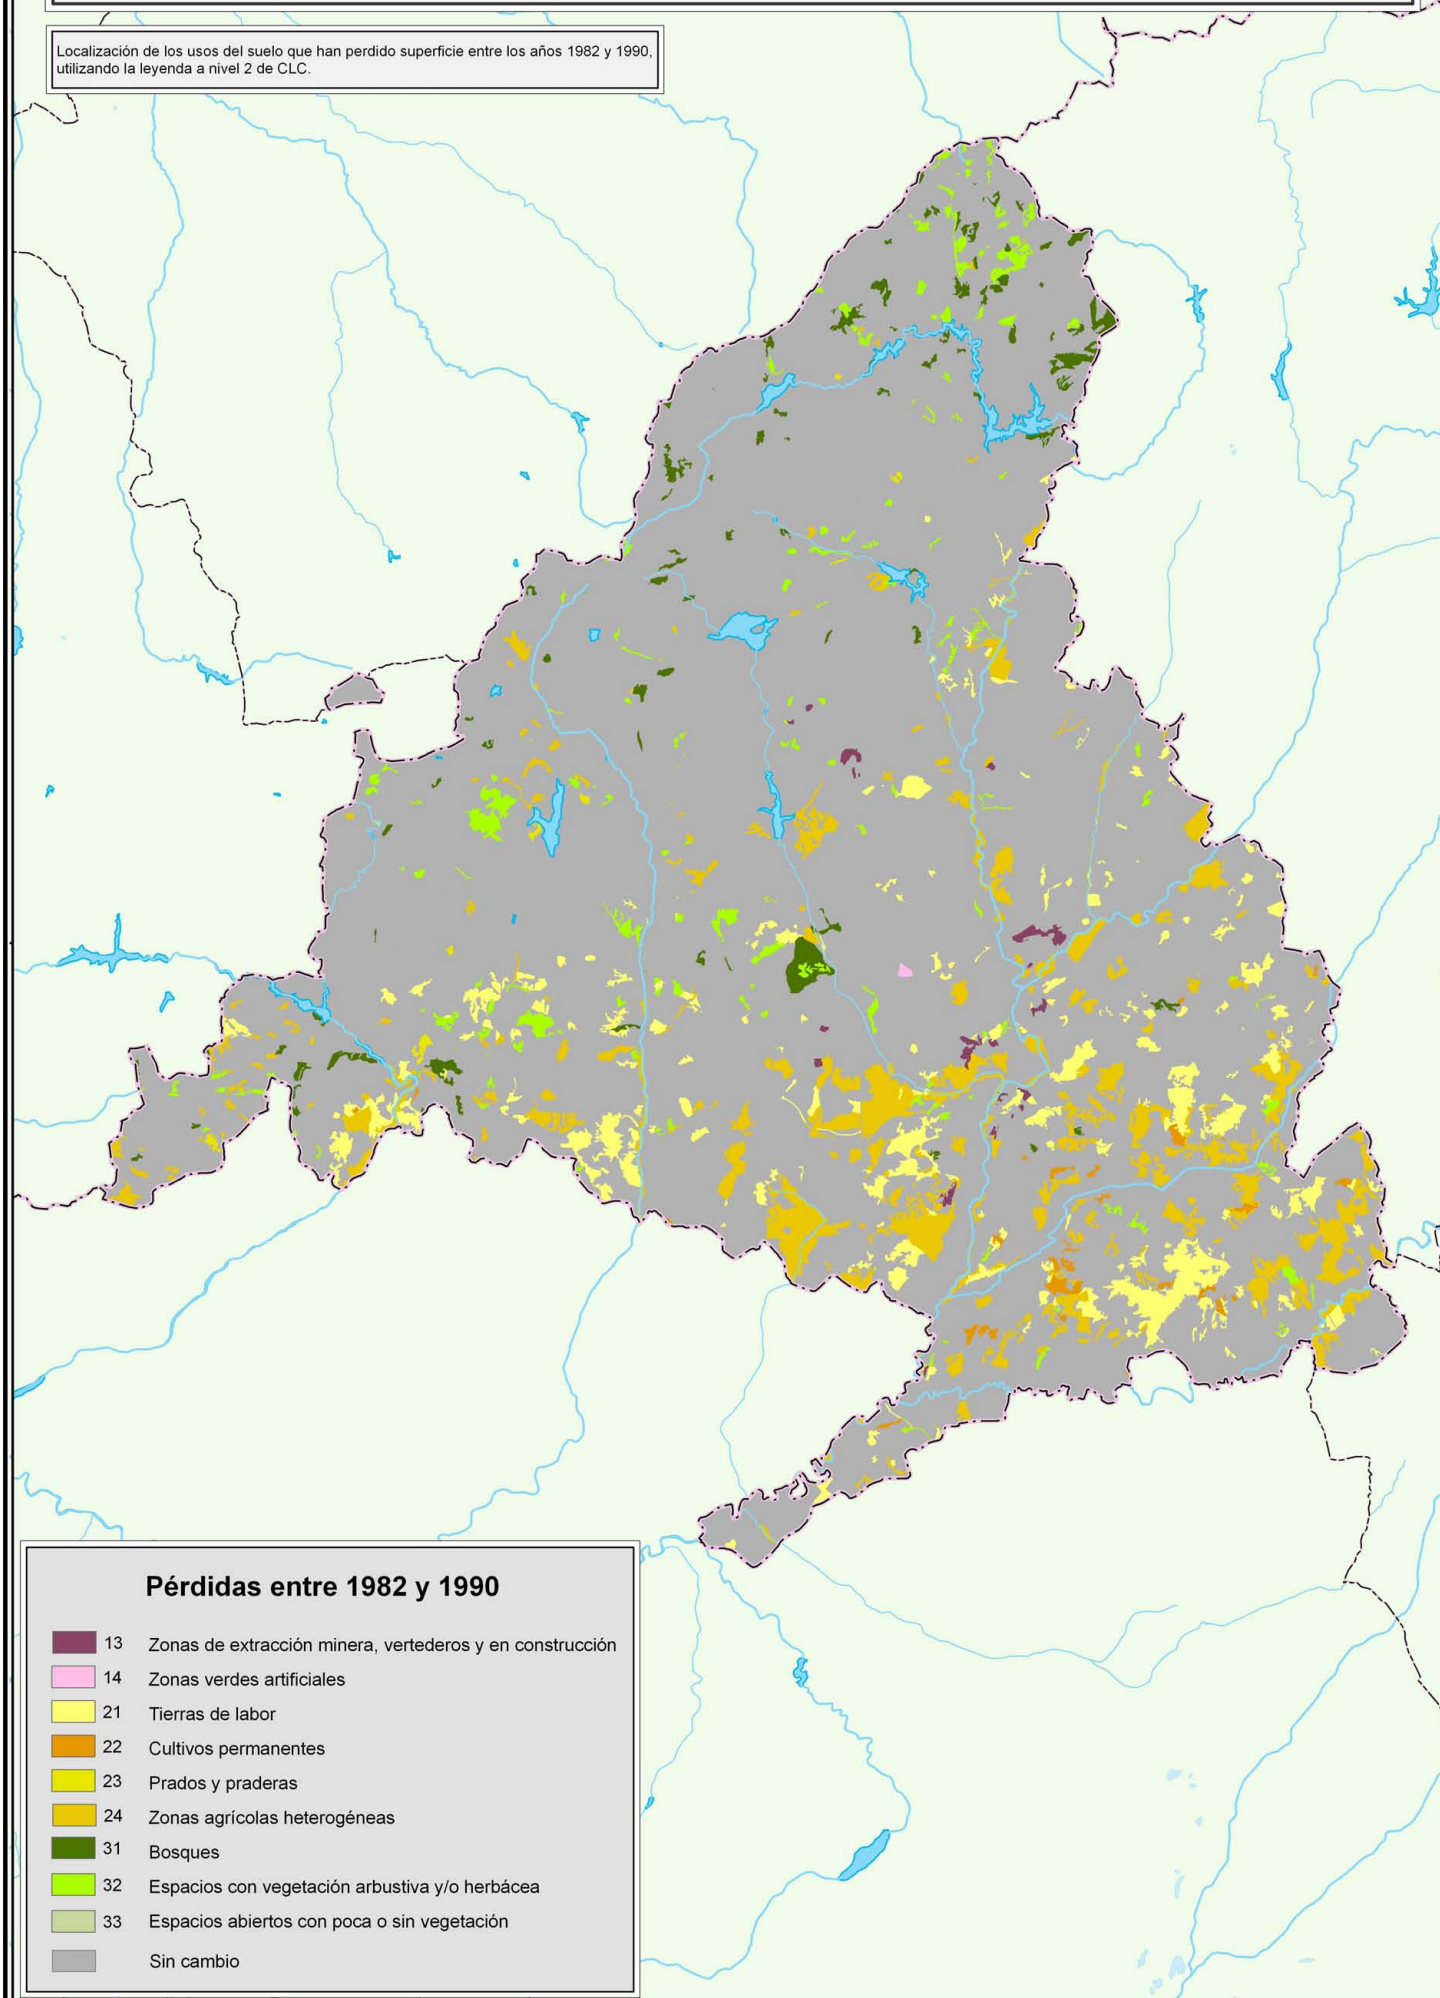 Localización de los usos del suelo que han perdido superficie entre los años 1982 y 1990,
utilizando la leyenda a nivel 2 de CLC.
Pérdidas entre 1982 y 1990
13 Zonas de extracción minera, vertederos y en construcción
14 Zonas verdes artificiales
21 Tierras de labor
22 Cultivos permanentes
23 Prados y praderas
24 Zonas agrícolas heterogéneas
31 Bosques
32 Espacios con vegetación arbustiva y/o herbácea
33 Espacios abiertos con poca o sin vegetación
Sin cambio